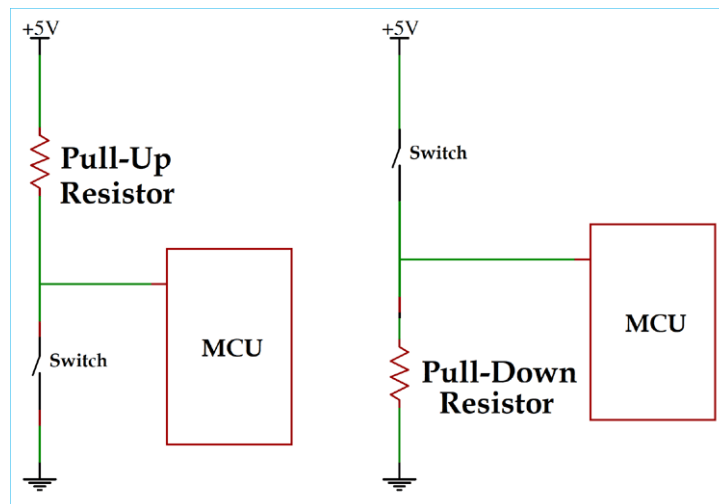 +5V
Pull-Up
Resistor
Switch
MCU
+5V
Switch
MCU
Pull-Down
Resistor